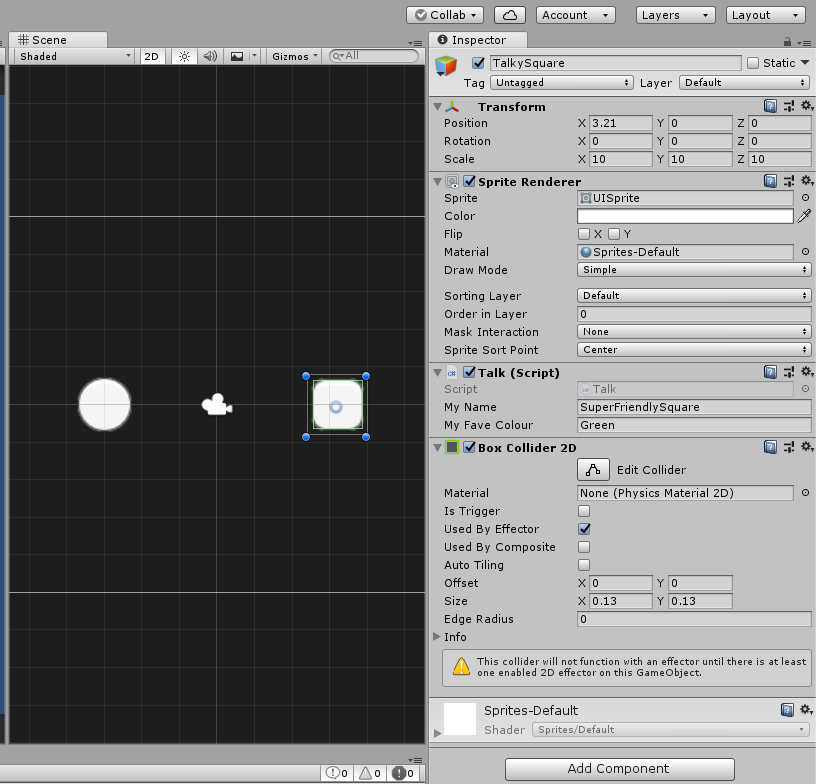 Collab Account Layers Layout
Scene
Shaded 2D Gizmos All
Inspector
TalkySquare Static
Tag Untagged Layer Default
Transform
Position X 3.21 Y 0 Z 0
Rotation X 0 Y 0 Z 0
Scale X 10 Y 10 Z 10
Sprite Renderer
Sprite UISprite
Color
Flip X Y
Material Sprites-Default
Draw Mode Simple
Sorting Layer Default
Order in Layer 0
Mask Interaction None
Sprite Sort Point Center
c# Talk (Script)
Script Talk
My Name SuperFriendlySquare
My Fave Colour Green
Box Collider 2D
Edit Collider
Material None (Physics Material 2D)
Is Trigger
Used By Effector
Used By Composite
Auto Tiling
Offset X 0 Y 0
Size X 0.13 Y 0.13
Edge Radius 0
Info
This collider will not function with an effector until there is at least
one enabled 2D effector on this GameObject.
Sprites-Default
Shader Sprites/Default
0 0 0
Add Component